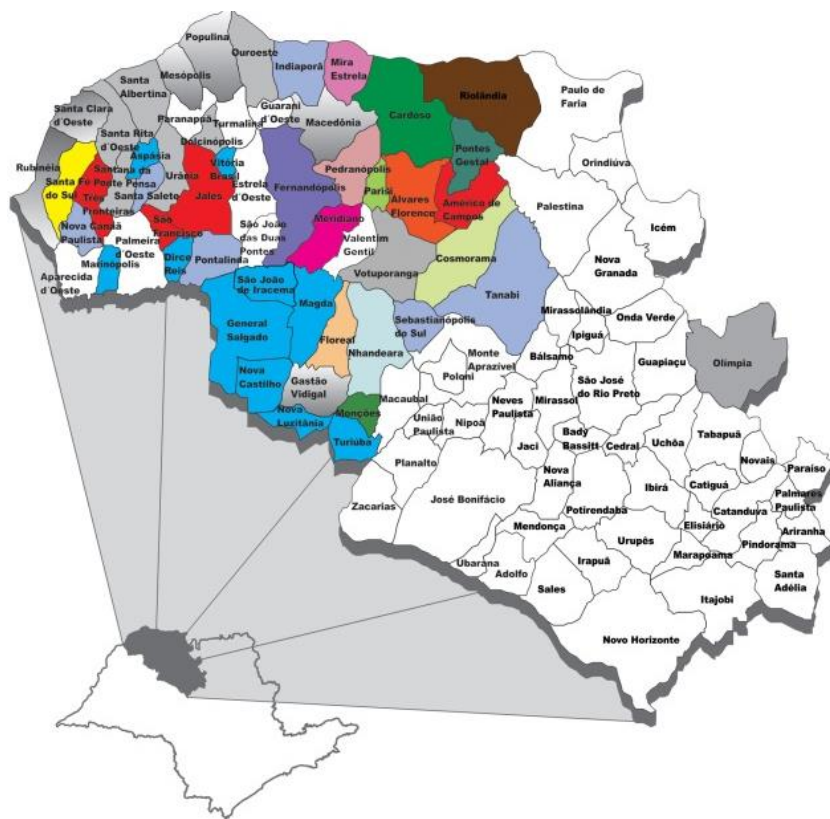 Populina
Ouroeste
Mesópolis
Indiaporã
Mira
Estrela
Santa
Albertina
Riolândia
Paulo de
Faria
Cardoso
Santa Clara
d´Oeste
Paranapuã
Guarani
d´Oeste
Macedônia
Turmalina
Santa Rita
d´Oeste
Dolcinópolis
Pontes
Gestal
Orindiúva
Aspásia
Vitória
Brasil
Rubinéia
Santa Fé
do Sul
Santana da
Ponte Pensa
Urânia
Pedranópolis
Parisi
Fernandópolis
Jales
Estrela
d´Oeste
Santa Salete
Três
Fronteiras
Alvares
Florence
América de
Campos
Palestina
Icém
São
Francisco
Meridiano
Nova Canaã
Paulista
São João
das Duas
Pontes
Valentim
Gentil
Palmeira
d´Oeste
Dirce
Reis
Pontalinda
Marinópolis
Aparecida
d´Oeste
Votuporanga
Cosmorama
Nova
Granada
São João
de Iracema
Magda
Tanabi
Mirassolândia
Onda Verde
General
Salgado
Sebastianópolis
do Sul
Ipiguá
Floreal
Nhandeara
Monte
Aprazível
Bálsamo
Guapiaçu
Olímpia
Nova
Castilho
Gastão
Vidigal
Poloni
São José
do Rio Preto
Macaubal
Neves
Paulista
Mirassol
Nova
Luzitânia
Monções
União
Paulista
Nipoã
Bady
Bassitt
Cedral
Uchôa
Tabapuã
Turiúba
Jaci
Novais
Paraíso
Planalto
Nova
Aliança
Ibirá
Catiguá
Palmares
Paulista
Zacarias
José Bonifácio
Potirendaba
Catanduva
Elisiário
Ariranha
Mendonça
Urupês
Pindorama
Marapoama
Ubarana
Adolfo
Irapuã
Santa
Adélia
Sales
Itajobi
Novo Horizonte